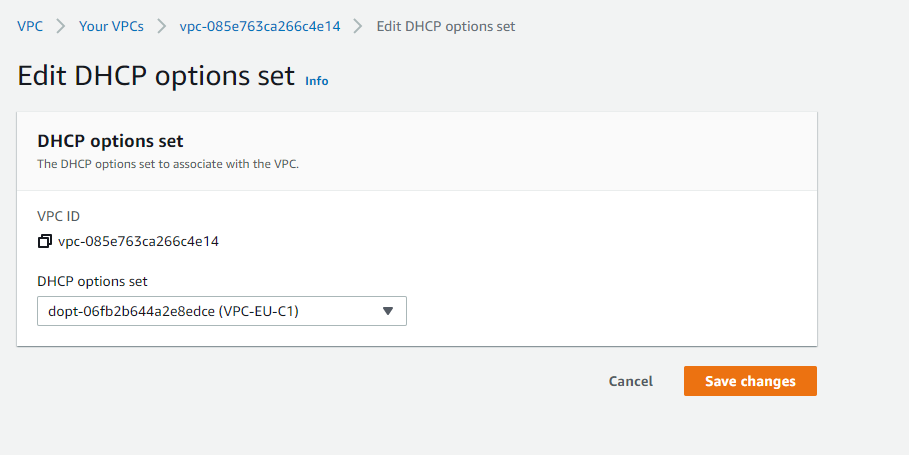 VPC > Your VPCs > vpc-085e763ca266c4e14 > Edit DHCP options set
Edit DHCP options set Info
DHCP options set
The DHCP options set to associate with the VPC.
VPC ID
vpc-085e763ca266c4e14
DHCP options set
dopt-06fb2b644a2e8edce (VPC-EU-C1)
Cancel Save changes